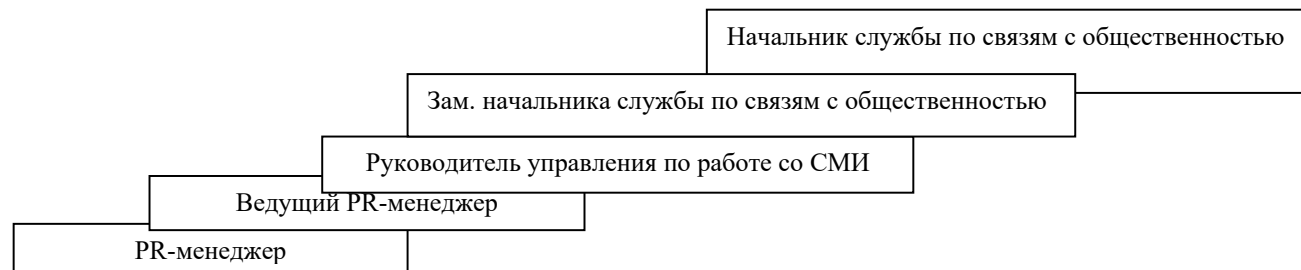 Начальник службы по связям с общественностью
Зам. начальника службы по связям с общественностью
Руководитель управления по работе со СМИ
Ведущий PR-менеджер
PR-менеджер